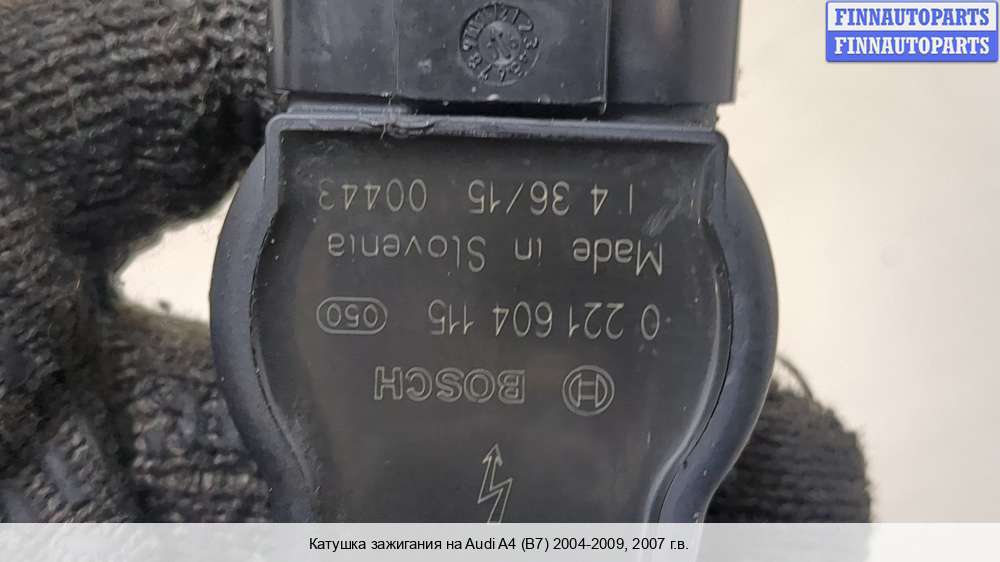 FINNAUTOPARTS
FINNAUTOPARTS
BOSCH
0 221 604 115 050
Made in Slovenia
1 4 36/15 00443
Катушка зажигания на Audi A4 (B7) 2004-2009, 2007 г.в.